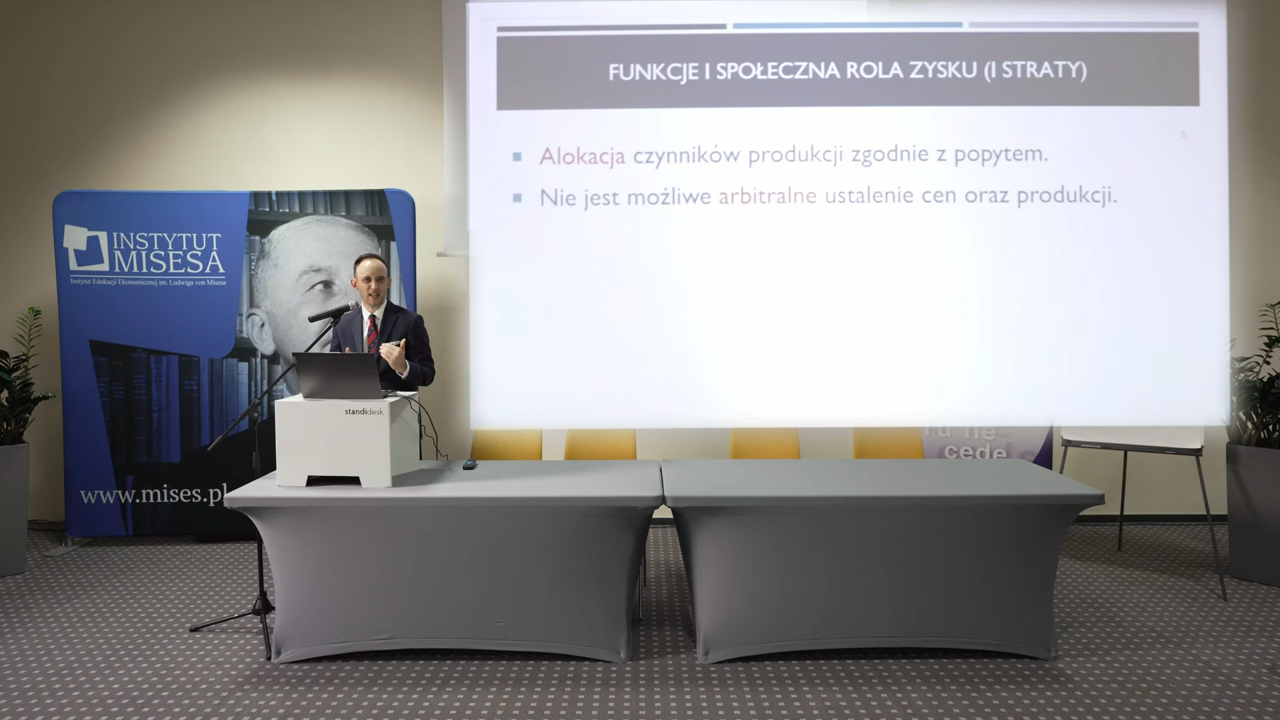 FUNKCJE I SPOŁECZNA ROLA ZYSKU (I STRATY)
Alokacja czynników produkcji zgodnie z popytem.
Nie jest możliwe arbitralne ustalenie cen oraz produkcji.
INSTYTUT
MISESA
Instytut Edukacji Ekonomicznej im. Ludwiga von Misesa
standidesk
www.mises.pl
cede